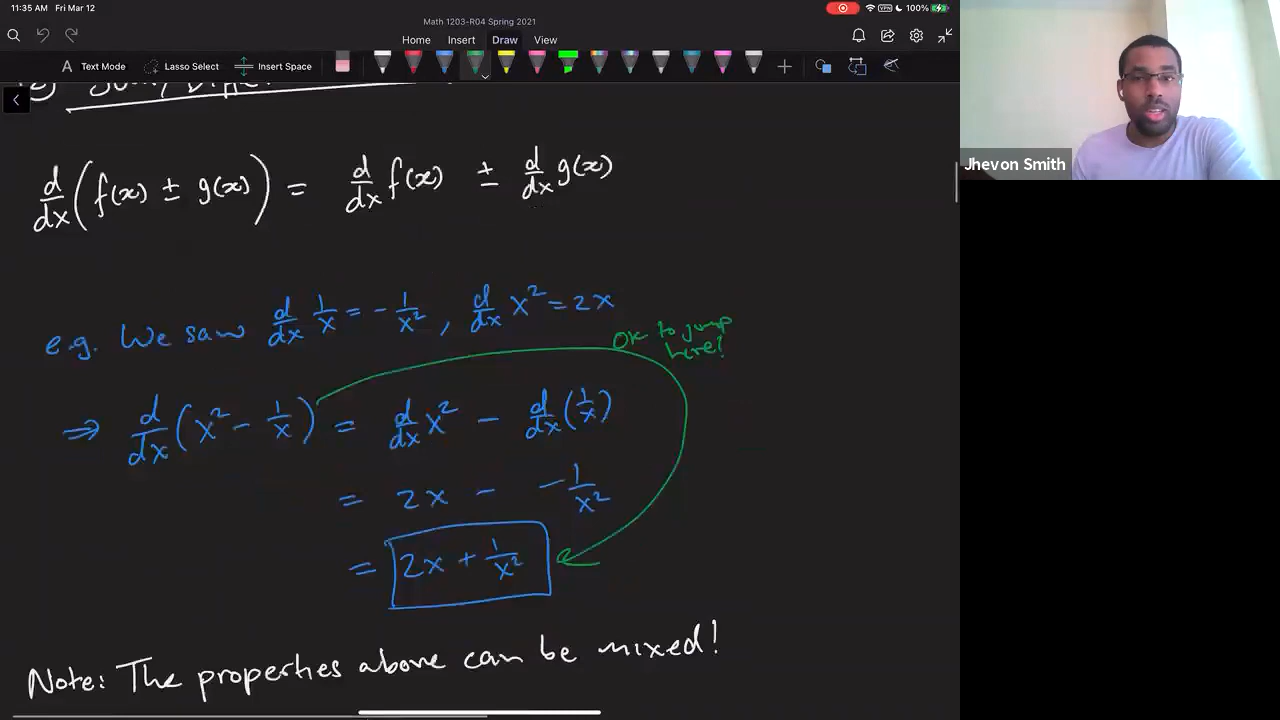 11:35 AM Fri Mar 12
VPN 100%
Math 1203-R04 Spring 2021
Home Insert Draw View
Text Mode Lasso Select Insert Space
Jhevon Smith
d/dx (f(x) ± g(x)) = d/dx f(x) ± d/dx g(x)
e.g. We saw d/dx 1/x = -1/x², d/dx x² = 2x
OK to jump
here!
⇒ d/dx (x² - 1/x) = d/dx x² - d/dx (1/x)
= 2x - -1/x²
= 2x + 1/x²
Note: The properties above can be mixed!